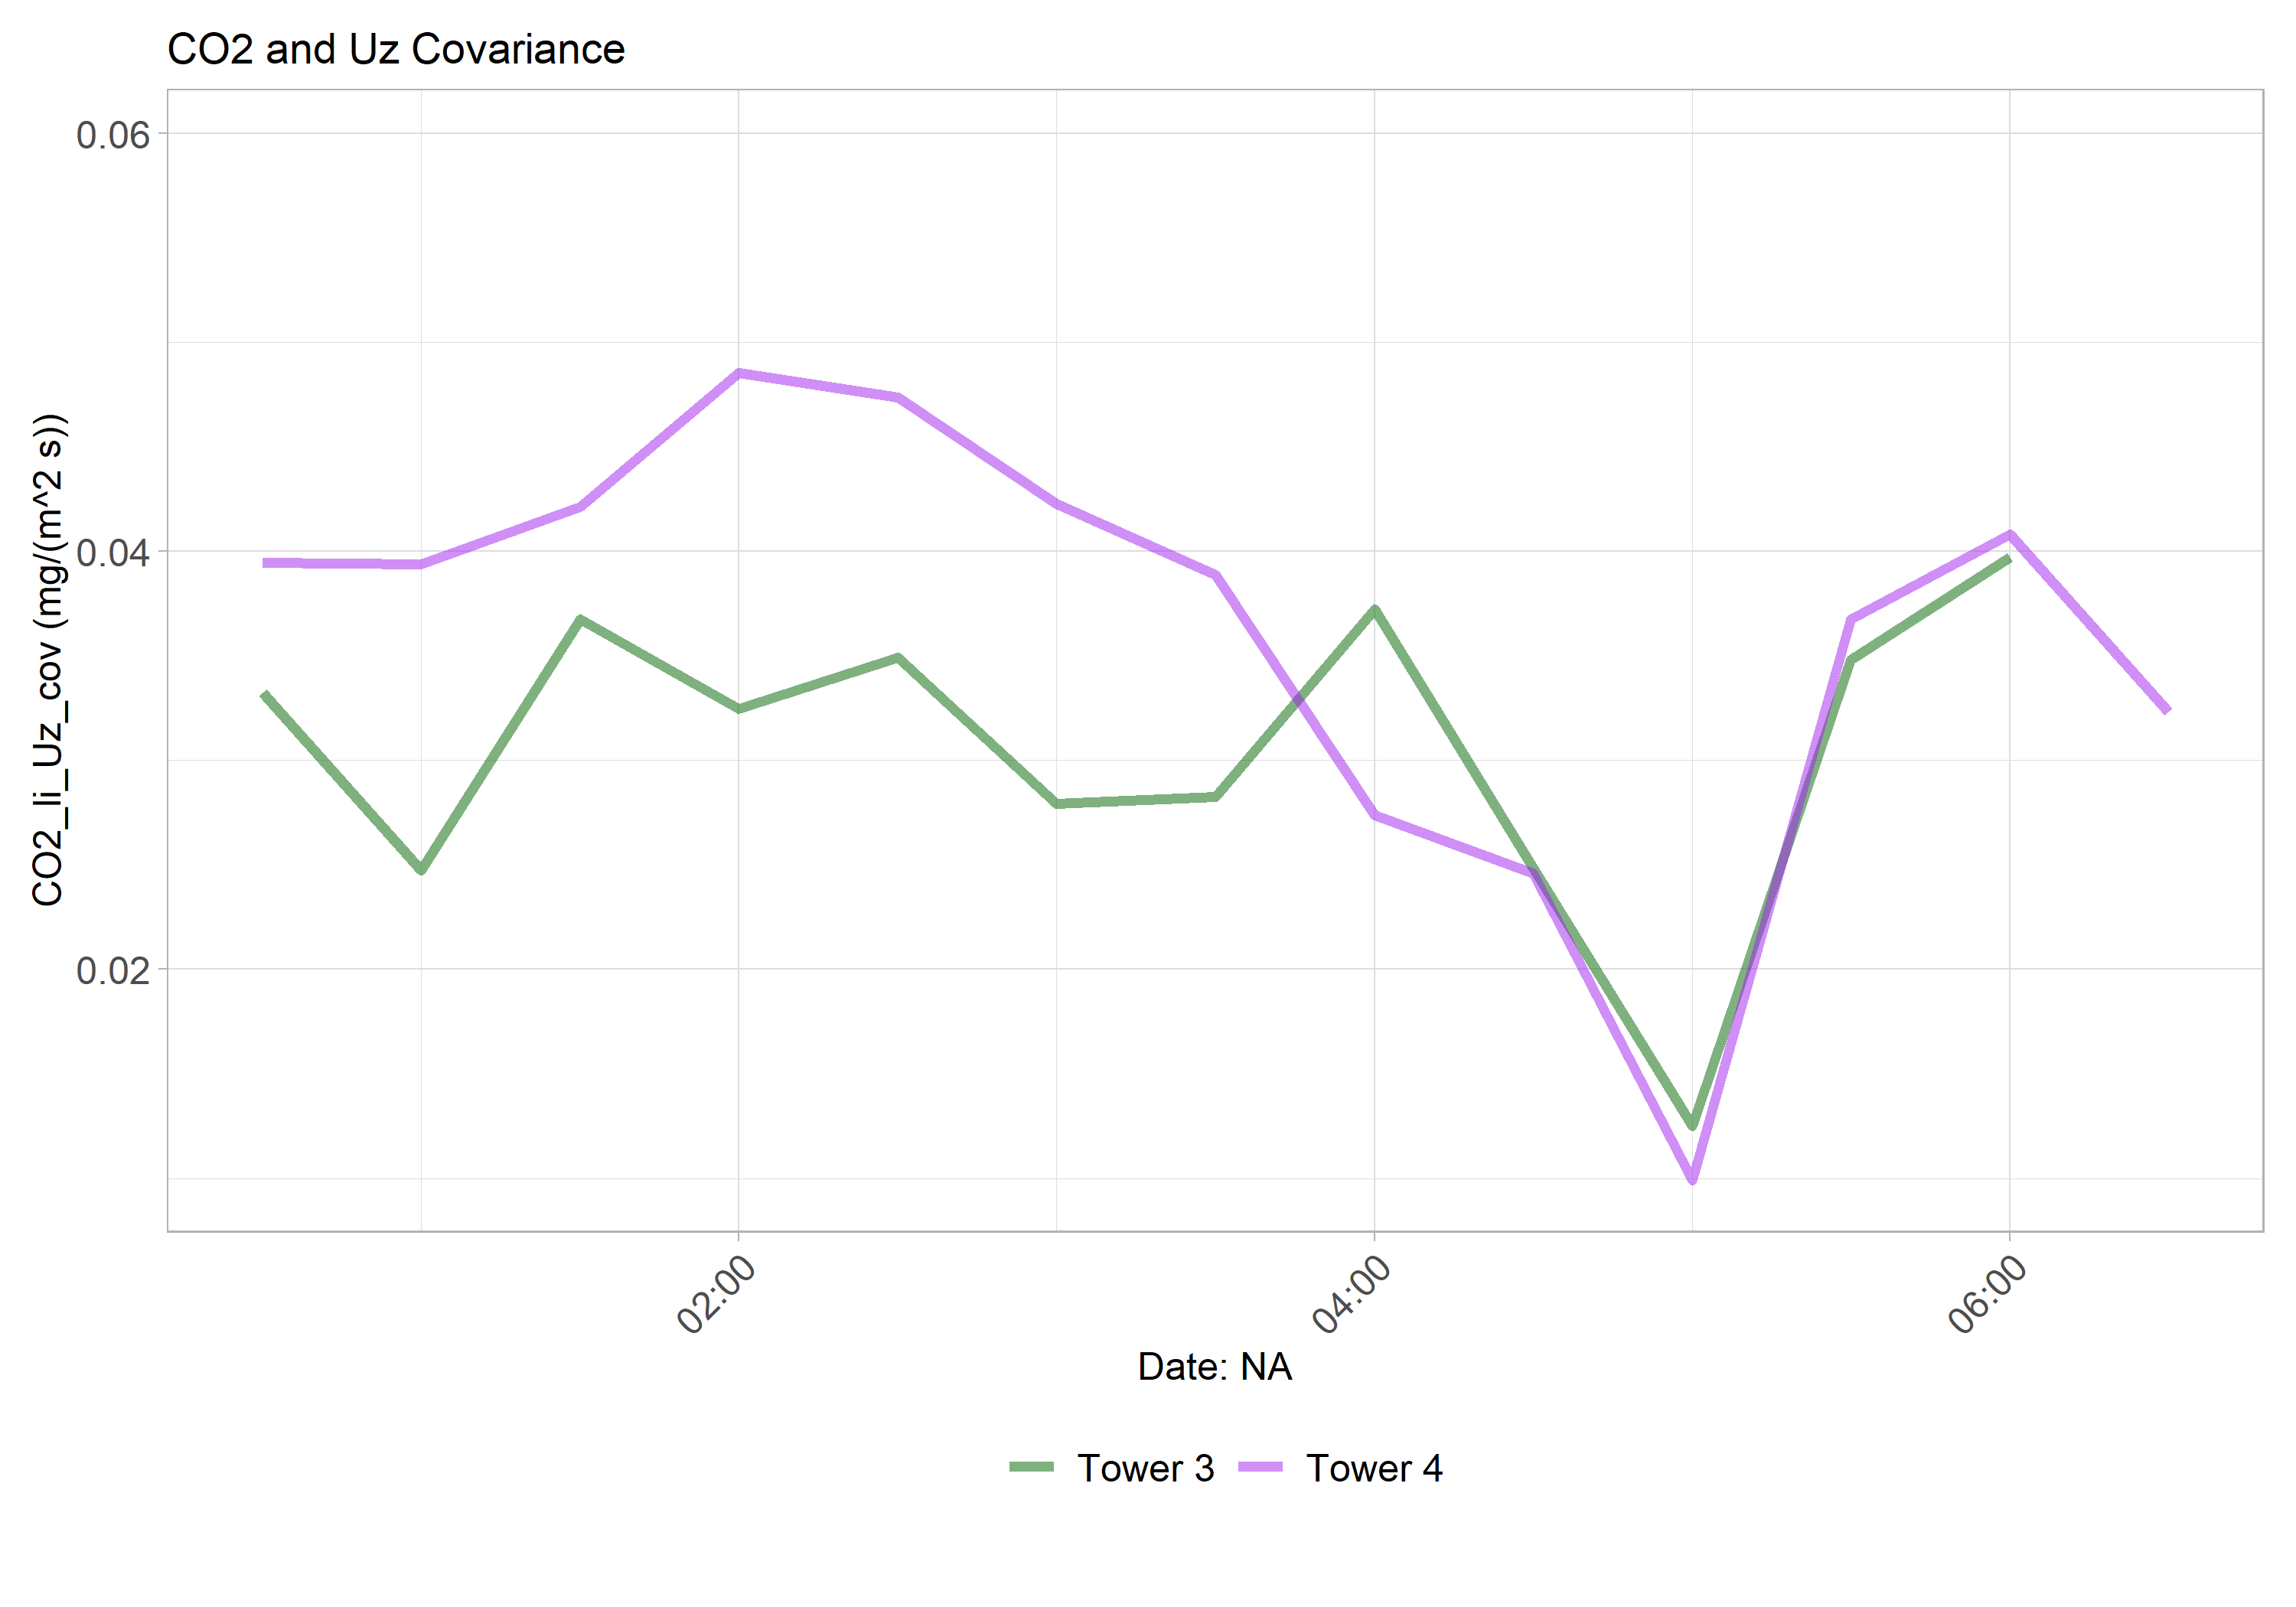 CO2 and Uz Covariance
CO2_li_Uz_cov (mg/(m^2 s))
0.06
0.04
0.02
02:00
04:00
06:00
Date: NA
Tower 3
Tower 4